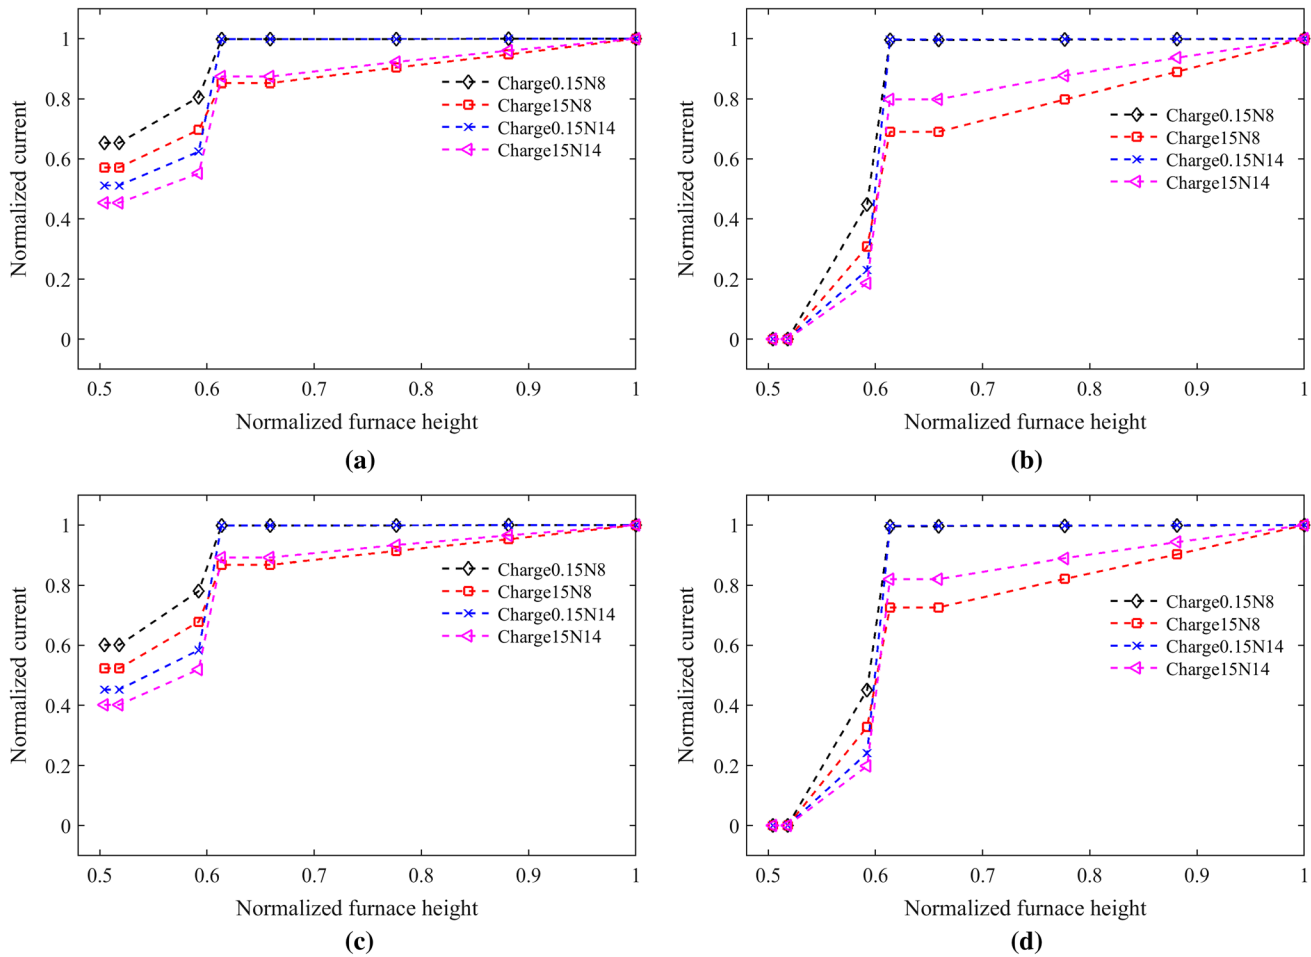 1
0.8
0.6
0.4
0.2
0
Normalized current
0.5 0.6 0.7 0.8 0.9 1
Normalized furnace height
Charge0.15N8
Charge15N8
Charge0.15N14
Charge15N14
(a)
1
0.8
0.6
0.4
0.2
0
Normalized current
0.5 0.6 0.7 0.8 0.9 1
Normalized furnace height
Charge0.15N8
Charge15N8
Charge0.15N14
Charge15N14
(b)
1
0.8
0.6
0.4
0.2
0
Normalized current
0.5 0.6 0.7 0.8 0.9 1
Normalized furnace height
Charge0.15N8
Charge15N8
Charge0.15N14
Charge15N14
(c)
1
0.8
0.6
0.4
0.2
0
Normalized current
0.5 0.6 0.7 0.8 0.9 1
Normalized furnace height
Charge0.15N8
Charge15N8
Charge0.15N14
Charge15N14
(d)